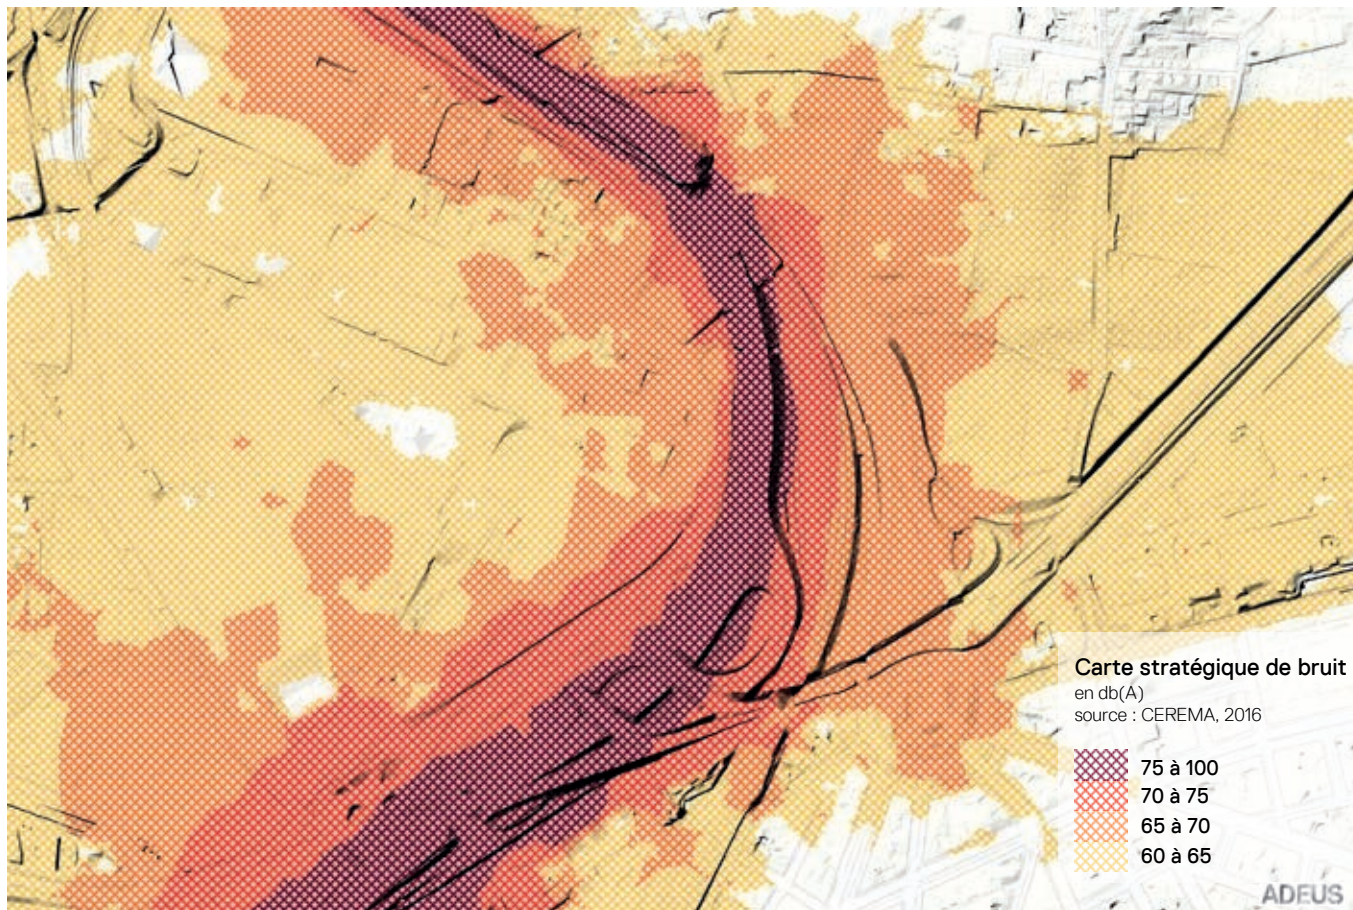 Carte stratégique de bruit
en db(A)
source : CEREMA, 2016
75 à 100
70 à 75
65 à 70
60 à 65
ADEUS